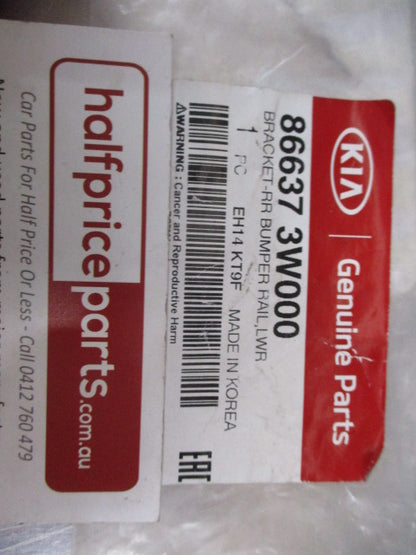 KIA
Genuine Parts
86637 3W000
BRACKET-RR BUMPER RAIL,LWR
1 PC EH14 KT9F MADE IN KOREA
⚠WARNING : Cancer and Reproductive Harm
EAC
halfpriceparts.com.au
Car Parts For Half Price Or Less - Call 0412 760 479